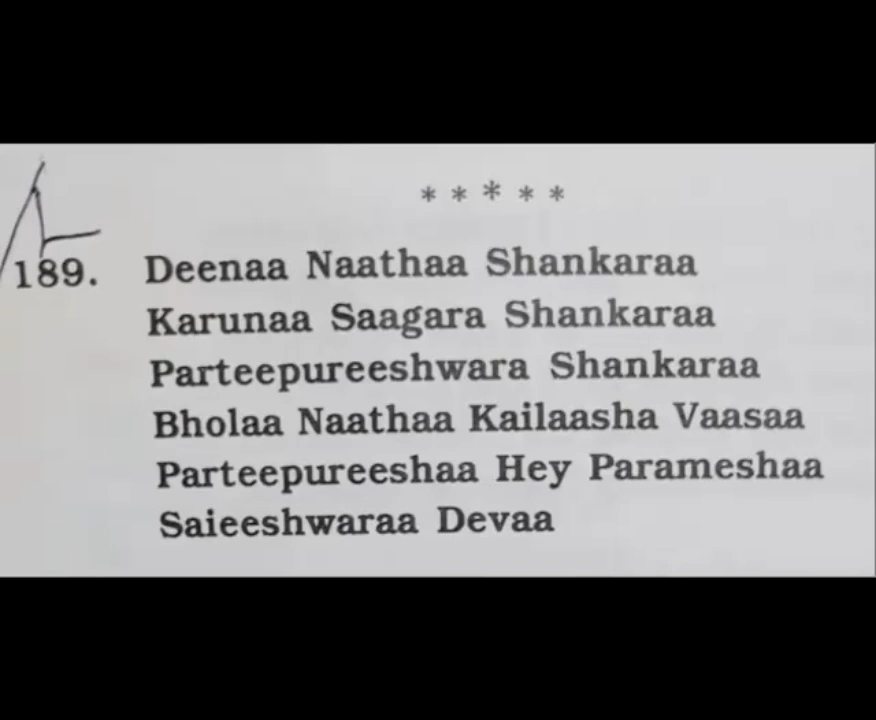 * * * * *
189. Deenaa Naathaa Shankaraa
Karunaa Saagara Shankaraa
Parteepureeshwara Shankaraa
Bholaa Naathaa Kailaasha Vaasaa
Parteepureeshaa Hey Parameshaa
Saieeshwaraa Devaa